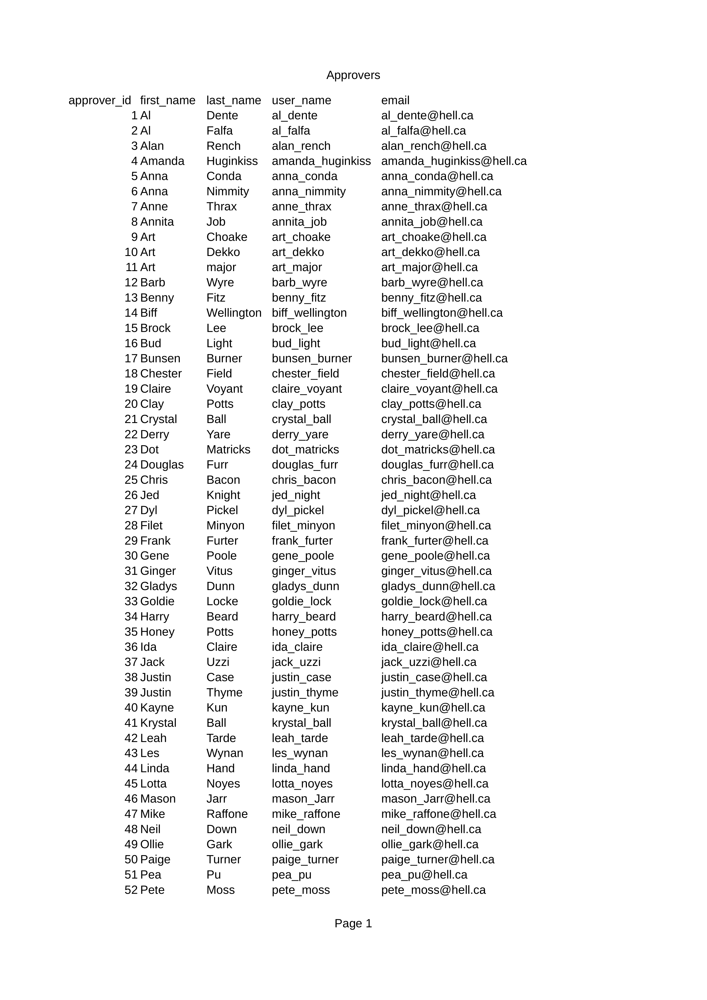 Approvers
approver_id first_name last_name user_name email
1 Al Dente al_dente al_dente@hell.ca
2 Al Falfa al_falfa al_falfa@hell.ca
3 Alan Rench alan_rench alan_rench@hell.ca
4 Amanda Huginkiss amanda_huginkiss amanda_huginkiss@hell.ca
5 Anna Conda anna_conda anna_conda@hell.ca
6 Anna Nimmity anna_nimmity anna_nimmity@hell.ca
7 Anne Thrax anne_thrax anne_thrax@hell.ca
8 Annita Job annita_job annita_job@hell.ca
9 Art Choake art_choake art_choake@hell.ca
10 Art Dekko art_dekko art_dekko@hell.ca
11 Art major art_major art_major@hell.ca
12 Barb Wyre barb_wyre barb_wyre@hell.ca
13 Benny Fitz benny_fitz benny_fitz@hell.ca
14 Biff Wellington biff_wellington biff_wellington@hell.ca
15 Brock Lee brock_lee brock_lee@hell.ca
16 Bud Light bud_light bud_light@hell.ca
17 Bunsen Burner bunsen_burner bunsen_burner@hell.ca
18 Chester Field chester_field chester_field@hell.ca
19 Claire Voyant claire_voyant claire_voyant@hell.ca
20 Clay Potts clay_potts clay_potts@hell.ca
21 Crystal Ball crystal_ball crystal_ball@hell.ca
22 Derry Yare derry_yare derry_yare@hell.ca
23 Dot Matricks dot_matricks dot_matricks@hell.ca
24 Douglas Furr douglas_furr douglas_furr@hell.ca
25 Chris Bacon chris_bacon chris_bacon@hell.ca
26 Jed Knight jed_night jed_night@hell.ca
27 Dyl Pickel dyl_pickel dyl_pickel@hell.ca
28 Filet Minyon filet_minyon filet_minyon@hell.ca
29 Frank Furter frank_furter frank_furter@hell.ca
30 Gene Poole gene_poole gene_poole@hell.ca
31 Ginger Vitus ginger_vitus ginger_vitus@hell.ca
32 Gladys Dunn gladys_dunn gladys_dunn@hell.ca
33 Goldie Locke goldie_lock goldie_lock@hell.ca
34 Harry Beard harry_beard harry_beard@hell.ca
35 Honey Potts honey_potts honey_potts@hell.ca
36 Ida Claire ida_claire ida_claire@hell.ca
37 Jack Uzzi jack_uzzi jack_uzzi@hell.ca
38 Justin Case justin_case justin_case@hell.ca
39 Justin Thyme justin_thyme justin_thyme@hell.ca
40 Kayne Kun kayne_kun kayne_kun@hell.ca
41 Krystal Ball krystal_ball krystal_ball@hell.ca
42 Leah Tarde leah_tarde leah_tarde@hell.ca
43 Les Wynan les_wynan les_wynan@hell.ca
44 Linda Hand linda_hand linda_hand@hell.ca
45 Lotta Noyes lotta_noyes lotta_noyes@hell.ca
46 Mason Jarr mason_Jarr mason_Jarr@hell.ca
47 Mike Raffone mike_raffone mike_raffone@hell.ca
48 Neil Down neil_down neil_down@hell.ca
49 Ollie Gark ollie_gark ollie_gark@hell.ca
50 Paige Turner paige_turner paige_turner@hell.ca
51 Pea Pu pea_pu pea_pu@hell.ca
52 Pete Moss pete_moss pete_moss@hell.ca
Page 1